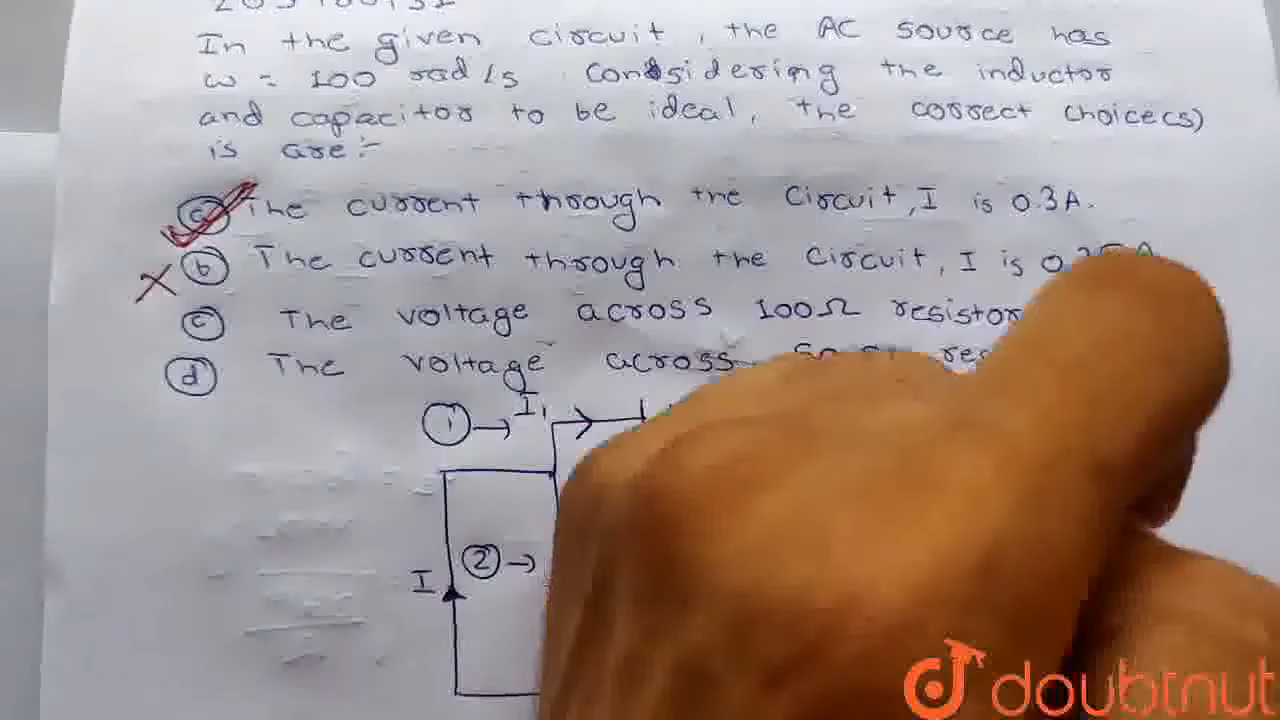 In the given circuit, the AC source has
ω = 100 rad/s. Considering the inductor
and capacitor to be ideal, the correct choice(s)
is are:-
(a) The current through the circuit, I is 0.3A.
(b) The current through the circuit, I is
(c) The voltage across 100Ω resistor
(d) The voltage across
1 → I₁
2 →
I
doubtnut